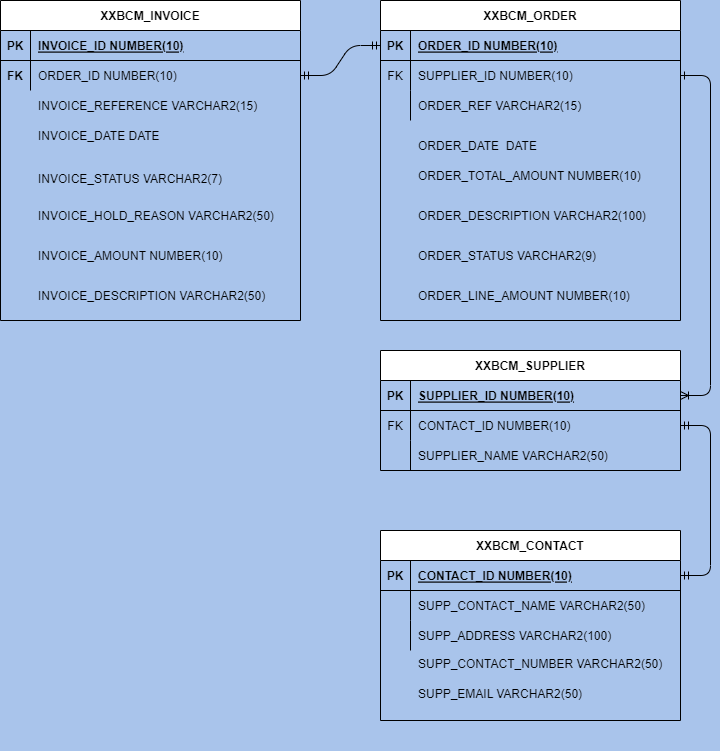 XXBCM_INVOICE
PK INVOICE_ID NUMBER(10)
FK ORDER_ID NUMBER(10)
INVOICE_REFERENCE VARCHAR2(15)
INVOICE_DATE DATE
INVOICE_STATUS VARCHAR2(7)
INVOICE_HOLD_REASON VARCHAR2(50)
INVOICE_AMOUNT NUMBER(10)
INVOICE_DESCRIPTION VARCHAR2(50)
XXBCM_ORDER
PK ORDER_ID NUMBER(10)
FK SUPPLIER_ID NUMBER(10)
ORDER_REF VARCHAR2(15)
ORDER_DATE DATE
ORDER_TOTAL_AMOUNT NUMBER(10)
ORDER_DESCRIPTION VARCHAR2(100)
ORDER_STATUS VARCHAR2(9)
ORDER_LINE_AMOUNT NUMBER(10)
XXBCM_SUPPLIER
PK SUPPLIER_ID NUMBER(10)
FK CONTACT_ID NUMBER(10)
SUPPLIER_NAME VARCHAR2(50)
XXBCM_CONTACT
PK CONTACT_ID NUMBER(10)
SUPP_CONTACT_NAME VARCHAR2(50)
SUPP_ADDRESS VARCHAR2(100)
SUPP_CONTACT_NUMBER VARCHAR2(50)
SUPP_EMAIL VARCHAR2(50)